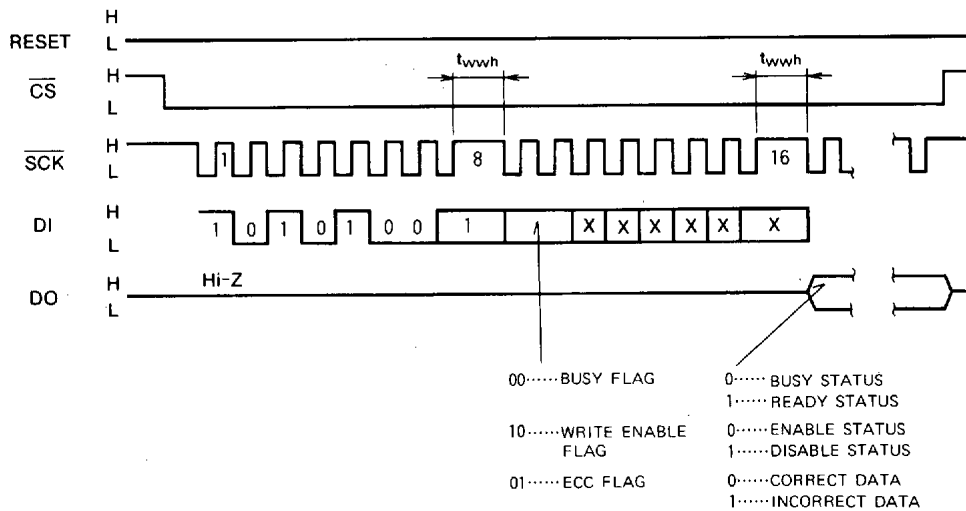 H
RESET L
twwh twwh
H
CS
L
H
SCK 1 8 16
L
H
DI 1 0 1 0 1 0 0 1 X X X X X X
L
H Hi-Z
DO
L
00······BUSY FLAG 0······BUSY STATUS
1······READY STATUS
10······WRITE ENABLE 0······ENABLE STATUS
FLAG 1······DISABLE STATUS
01······ECC FLAG 0······CORRECT DATA
1······INCORRECT DATA